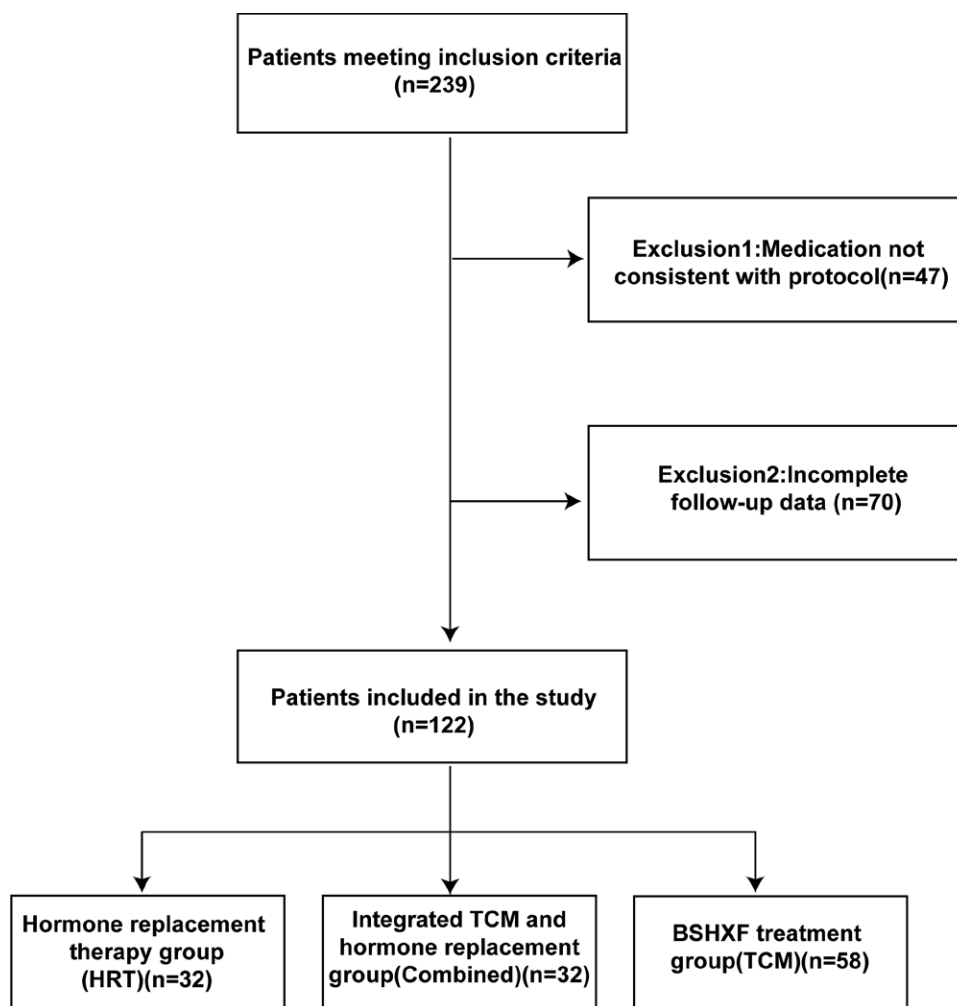 Patients meeting inclusion criteria
(n=239)
Exclusion1:Medication not
consistent with protocol(n=47)
Exclusion2:Incomplete
follow-up data (n=70)
Patients included in the study
(n=122)
Hormone replacement
therapy group
(HRT)(n=32)
Integrated TCM and
hormone replacement
group(Combined)(n=32)
BSHXF treatment
group(TCM)(n=58)